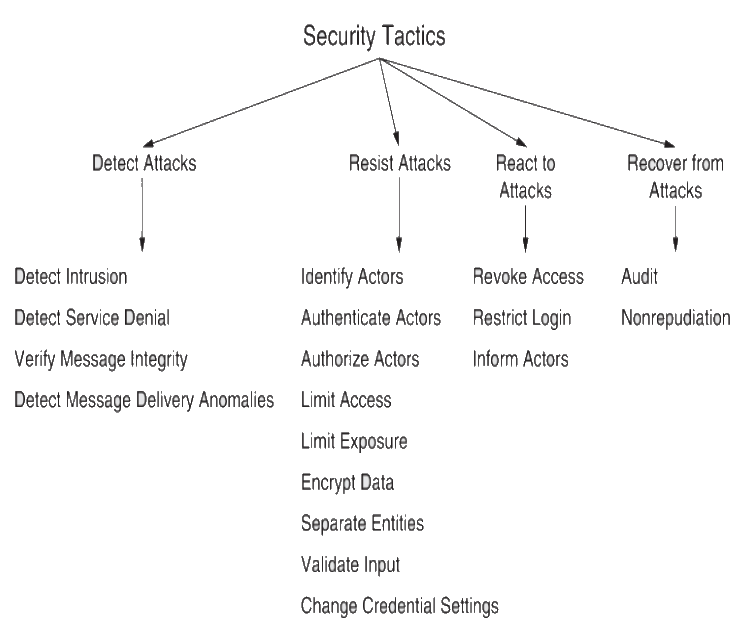 Security Tactics
Detect Attacks
Resist Attacks
React to
Attacks
Recover from
Attacks
Detect Intrusion
Detect Service Denial
Verify Message Integrity
Detect Message Delivery Anomalies
Identify Actors
Authenticate Actors
Authorize Actors
Limit Access
Limit Exposure
Encrypt Data
Separate Entities
Validate Input
Change Credential Settings
Revoke Access
Restrict Login
Inform Actors
Audit
Nonrepudiation